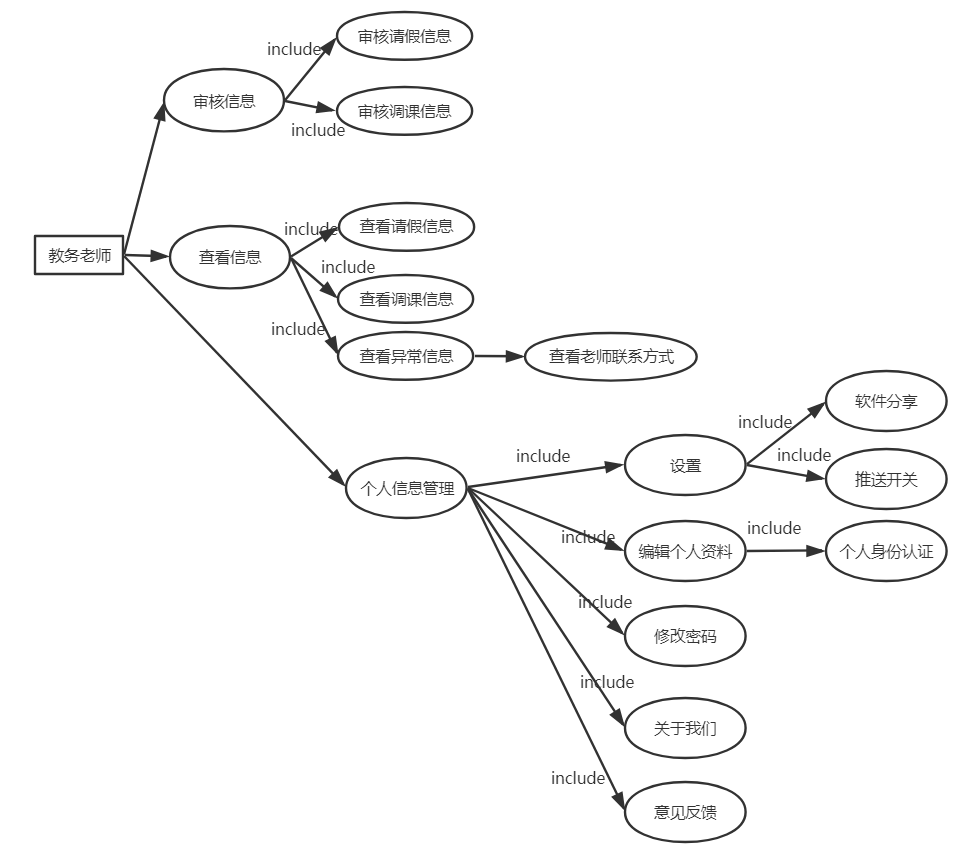 include
审核请假信息
审核信息
审核调课信息
include
教务老师
include
查看请假信息
查看信息
include
查看调课信息
include
查看异常信息
查看老师联系方式
个人信息管理
include
设置
include
软件分享
include
推送开关
include
编辑个人资料
include
个人身份认证
include
修改密码
include
关于我们
include
意见反馈